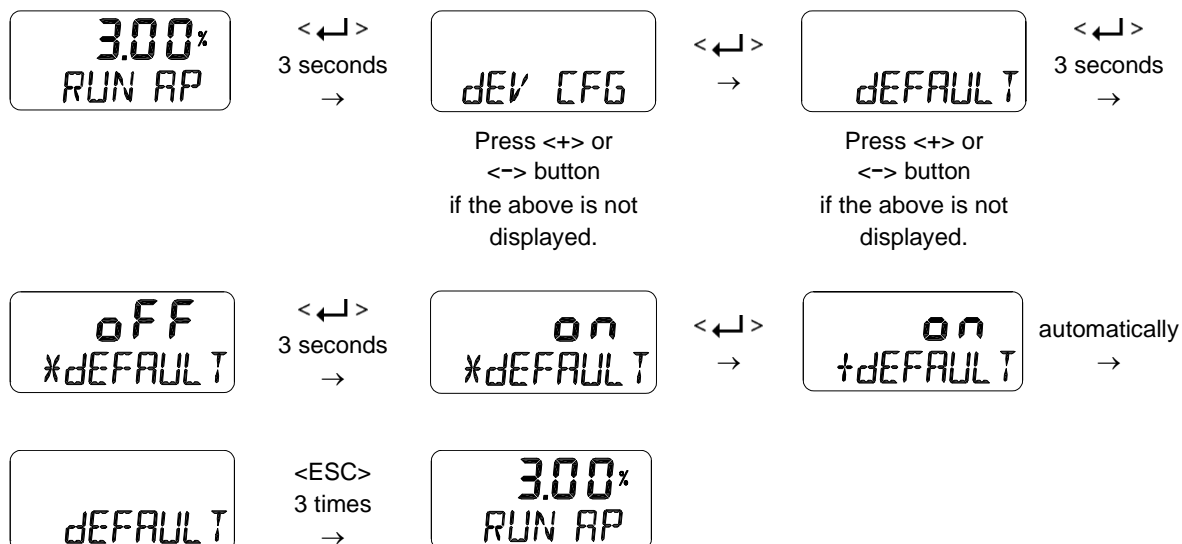 3.00%
RUN AP
<↵>
3 seconds
→
dEV CFG
Press <+> or
<-> button
if the above is not
displayed.
<↵>
→
dEFAULT
Press <+> or
<-> button
if the above is not
displayed.
<↵>
3 seconds
→
oFF
*dEFAULT
<↵>
3 seconds
→
on
*dEFAULT
<↵>
→
on
+dEFAULT
automatically
→
dEFAULT
<ESC>
3 times
→
3.00%
RUN AP